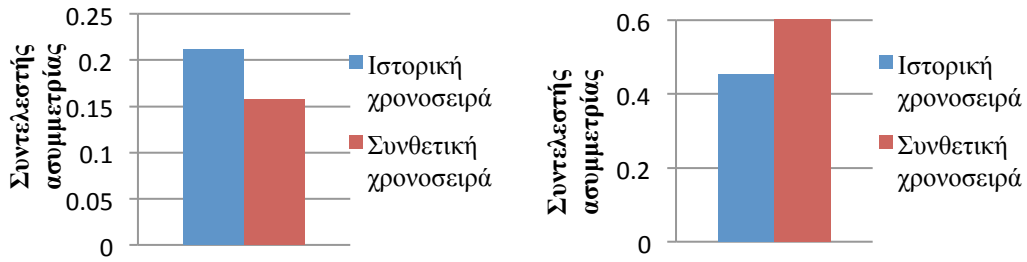 Συντελεστής
ασυμμετρίας
0.25
0.2
0.15
0.1
0.05
0
Ιστορική
χρονοσειρά
Συνθετική
χρονοσειρά
Συντελεστής
ασυμμετρίας
0.6
0.4
0.2
0
Ιστορική
χρονοσειρά
Συνθετική
χρονοσειρά